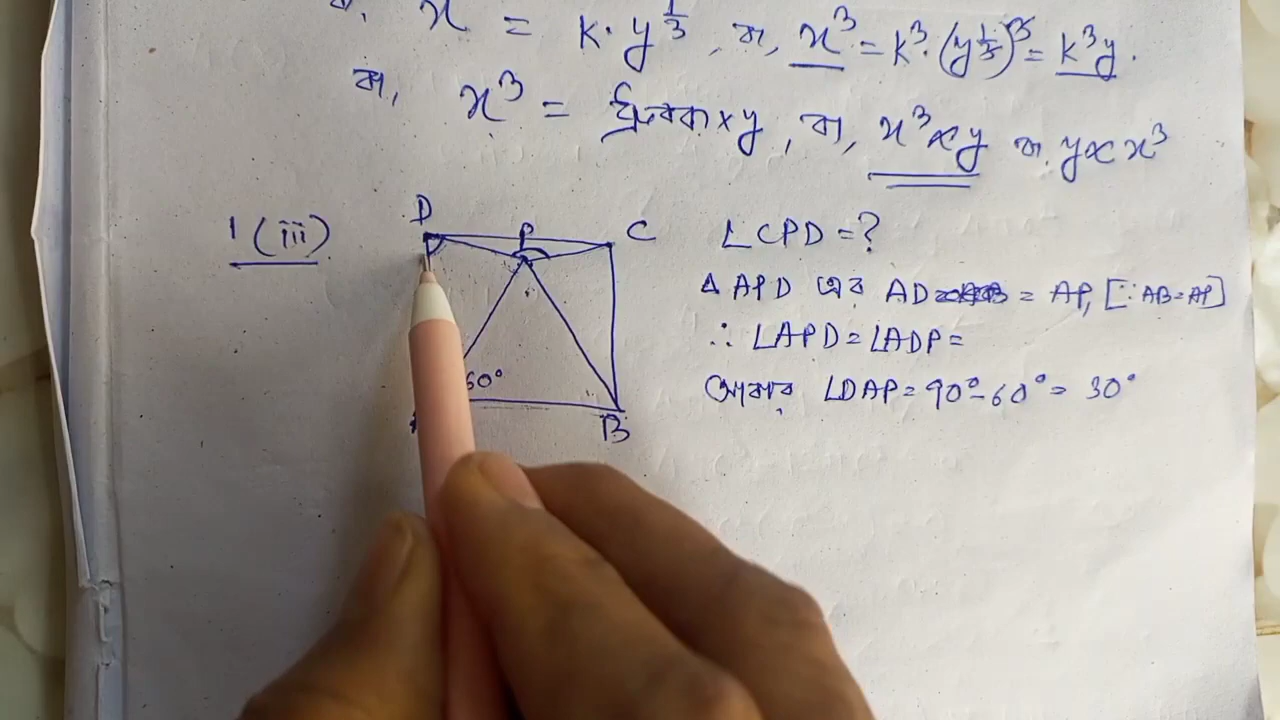 x = k·y^{1/3}, বা, x³ = k³·(y^{1/3})³ = k³y.
বা, x³ = ধ্রুবক × y, বা, x³ ∝ y বা. y ∝ x³
1 (iii)
D P C
60°
B
∠CPD = ?
Δ APD এর AD = AP, [∵ AB = AP]
∴ ∠APD = ∠ADP =
∠DAP = 90° - 60° = 30°